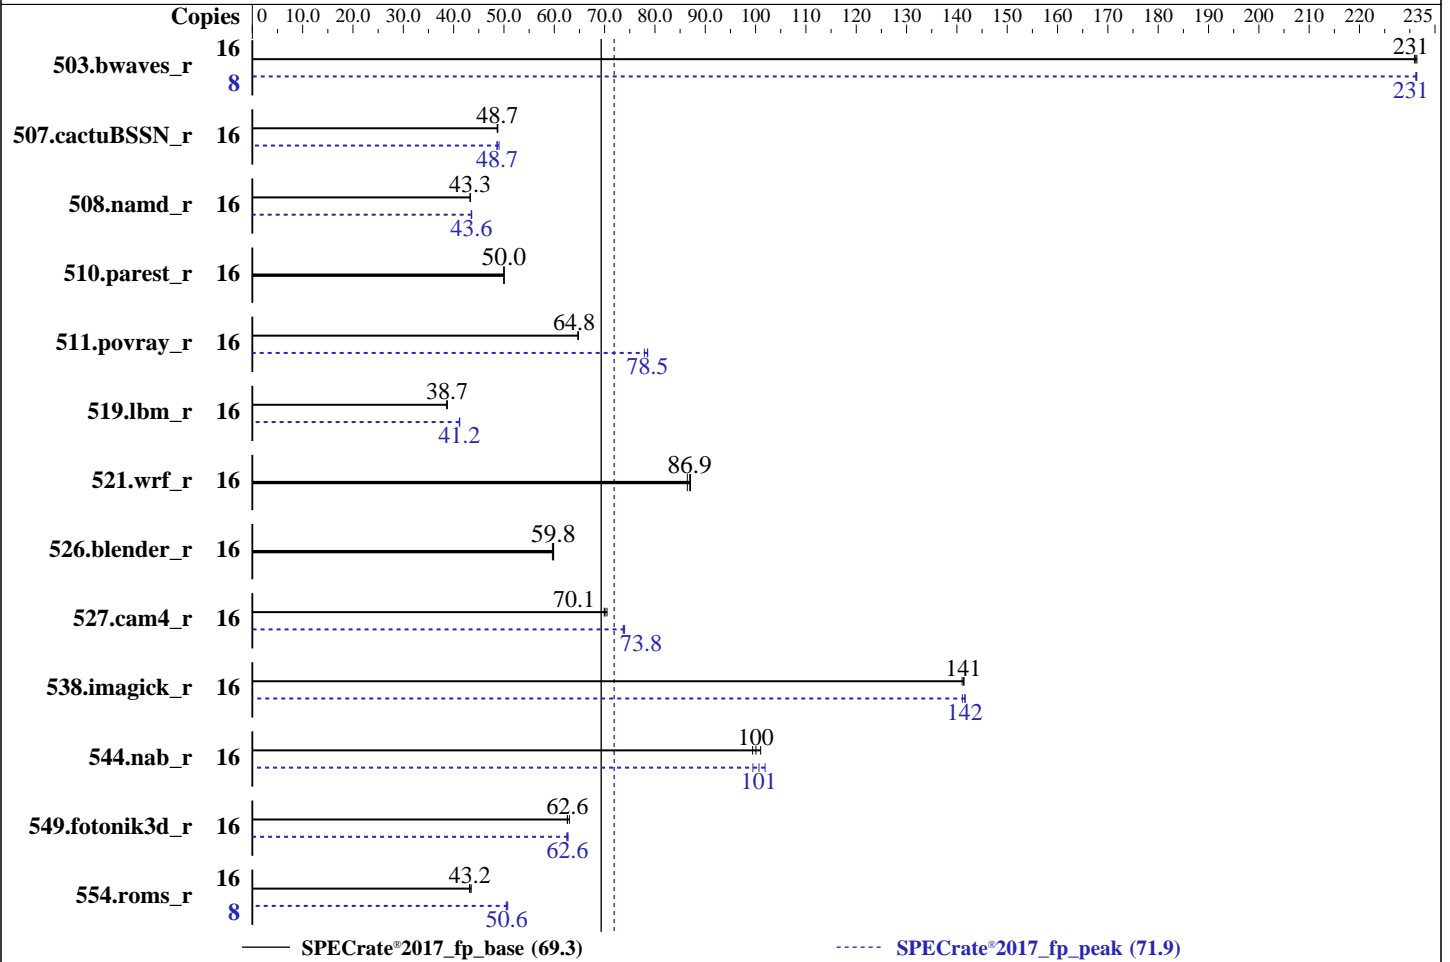 Copies 0 10.0 20.0 30.0 40.0 50.0 60.0 70.0 80.0 90.0 100 110 120 130 140 150 160 170 180 190 200 210 220 235
503.bwaves_r 16 231
8 231
507.cactuBSSN_r 16 48.7
48.7
508.namd_r 16 43.3
43.6
510.parest_r 16 50.0
511.povray_r 16 64.8
78.5
519.lbm_r 16 38.7
41.2
521.wrf_r 16 86.9
526.blender_r 16 59.8
527.cam4_r 16 70.1
73.8
538.imagick_r 16 141
142
544.nab_r 16 100
101
549.fotonik3d_r 16 62.6
62.6
554.roms_r 16 43.2
8 50.6
SPECrate®2017_fp_base (69.3) SPECrate®2017_fp_peak (71.9)